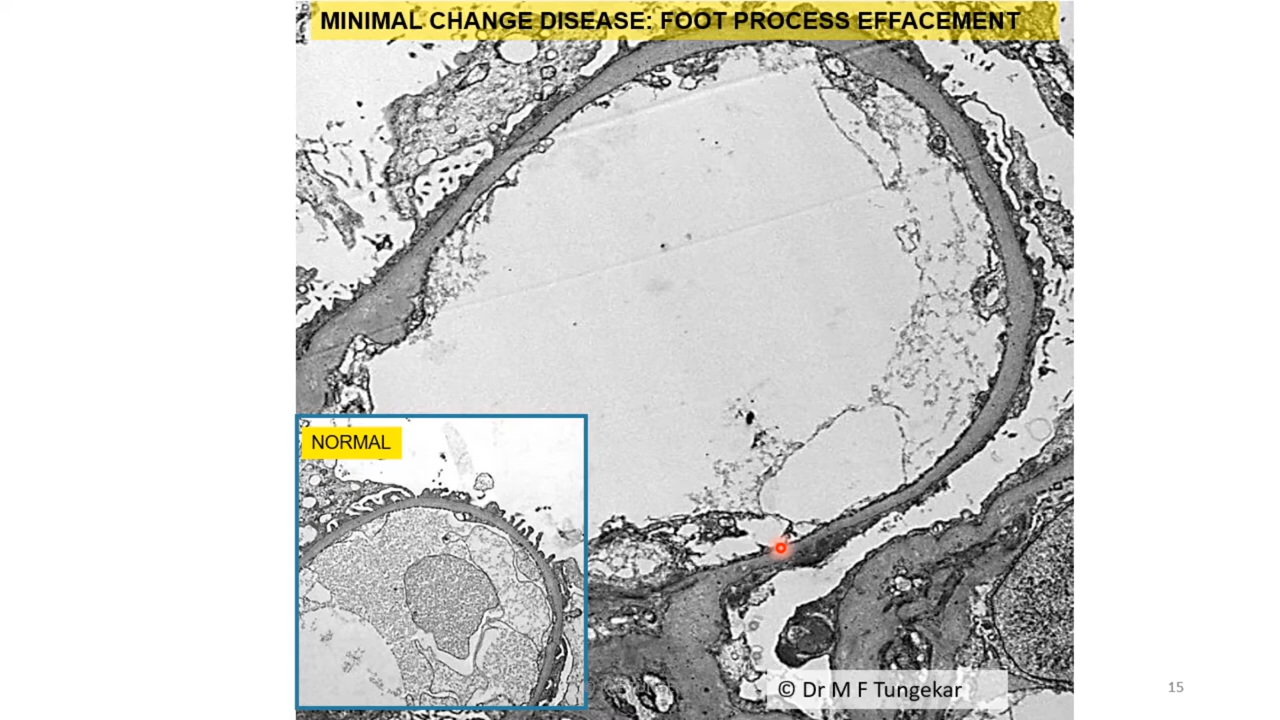 MINIMAL CHANGE DISEASE: FOOT PROCESS EFFACEMENT
NORMAL
© Dr M F Tungekar
15